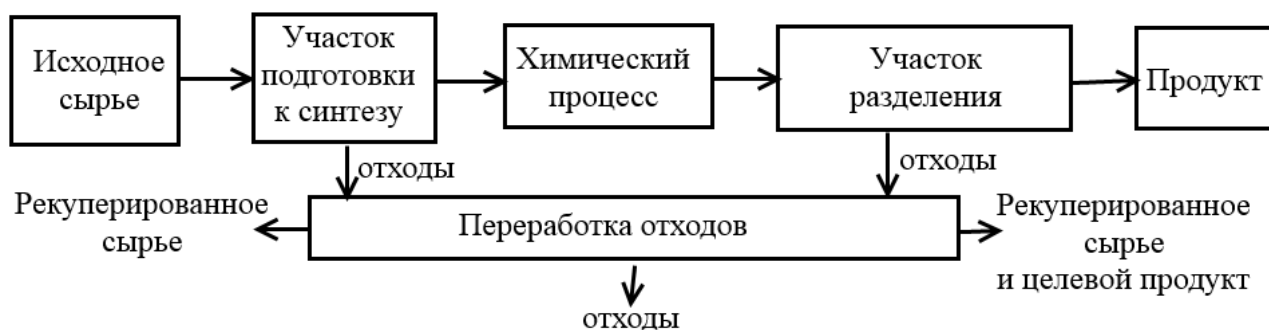 Исходное
сырье
Участок
подготовки
к синтезу
Химический
процесс
Участок
разделения
Продукт
отходы
отходы
Рекуперированное
сырье
Переработка отходов
Рекуперированное
сырье
и целевой продукт
отходы